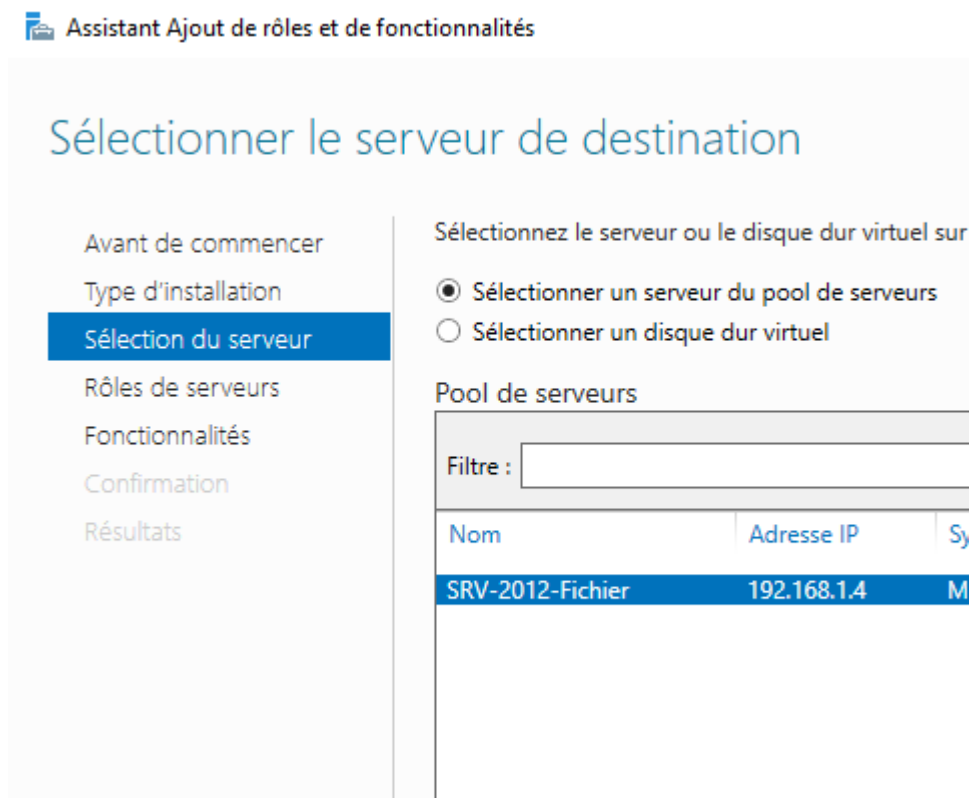 Assistant Ajout de rôles et de fonctionnalités
Sélectionner le serveur de destination
Avant de commencer
Type d'installation
Sélection du serveur
Rôles de serveurs
Fonctionnalités
Confirmation
Résultats
Sélectionnez le serveur ou le disque dur virtuel sur
Sélectionner un serveur du pool de serveurs
Sélectionner un disque dur virtuel
Pool de serveurs
Filtre :
Nom Adresse IP Sy
SRV-2012-Fichier 192.168.1.4 M